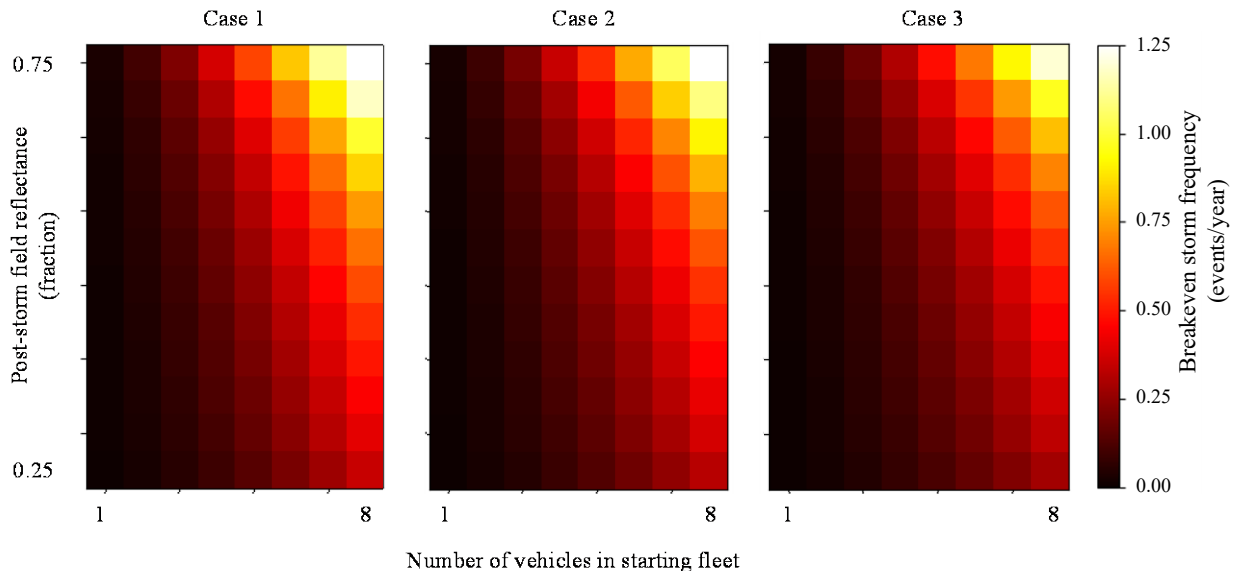 Case 1
Case 2
Case 3
0.75
0.25
Post-storm field reflectance
(fraction)
1
8
1
8
1
8
Number of vehicles in starting fleet
1.25
1.00
0.75
0.50
0.25
0.00
Breakeven storm frequency
(events/year)